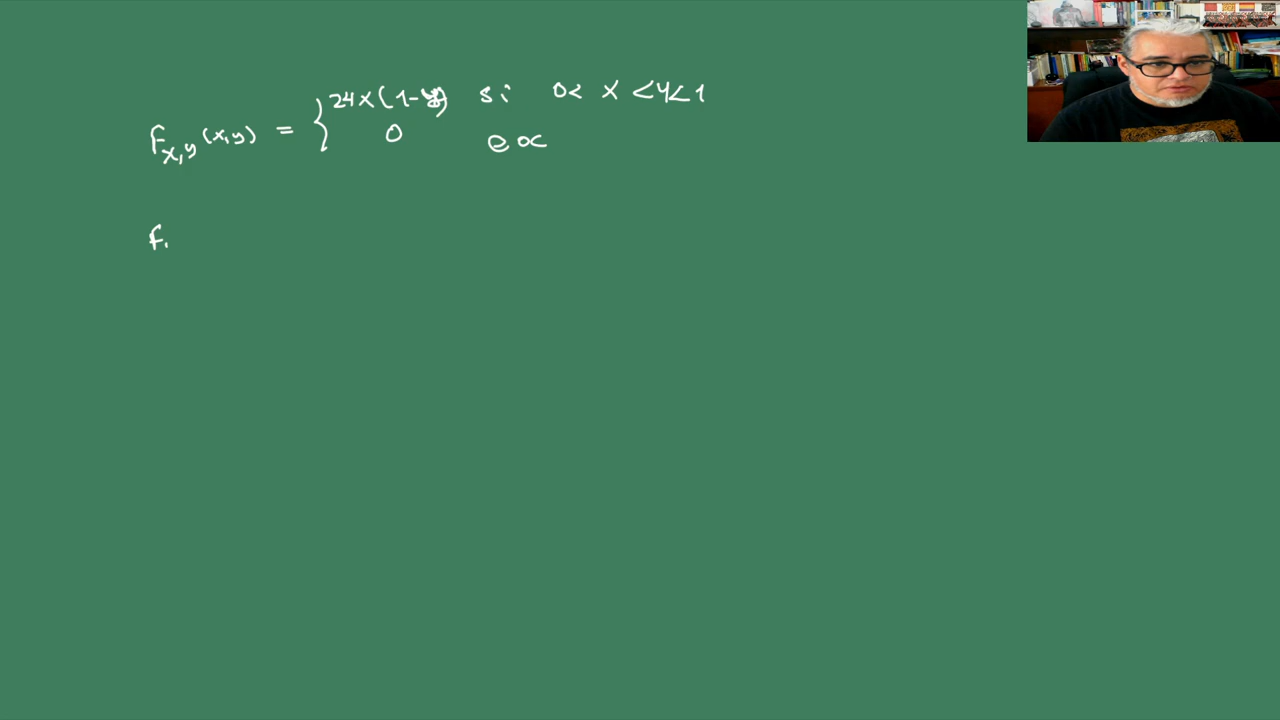 f_{x,y}(x,y) = { 24x(1-y) si 0< x <y<1
0 eoc
f.